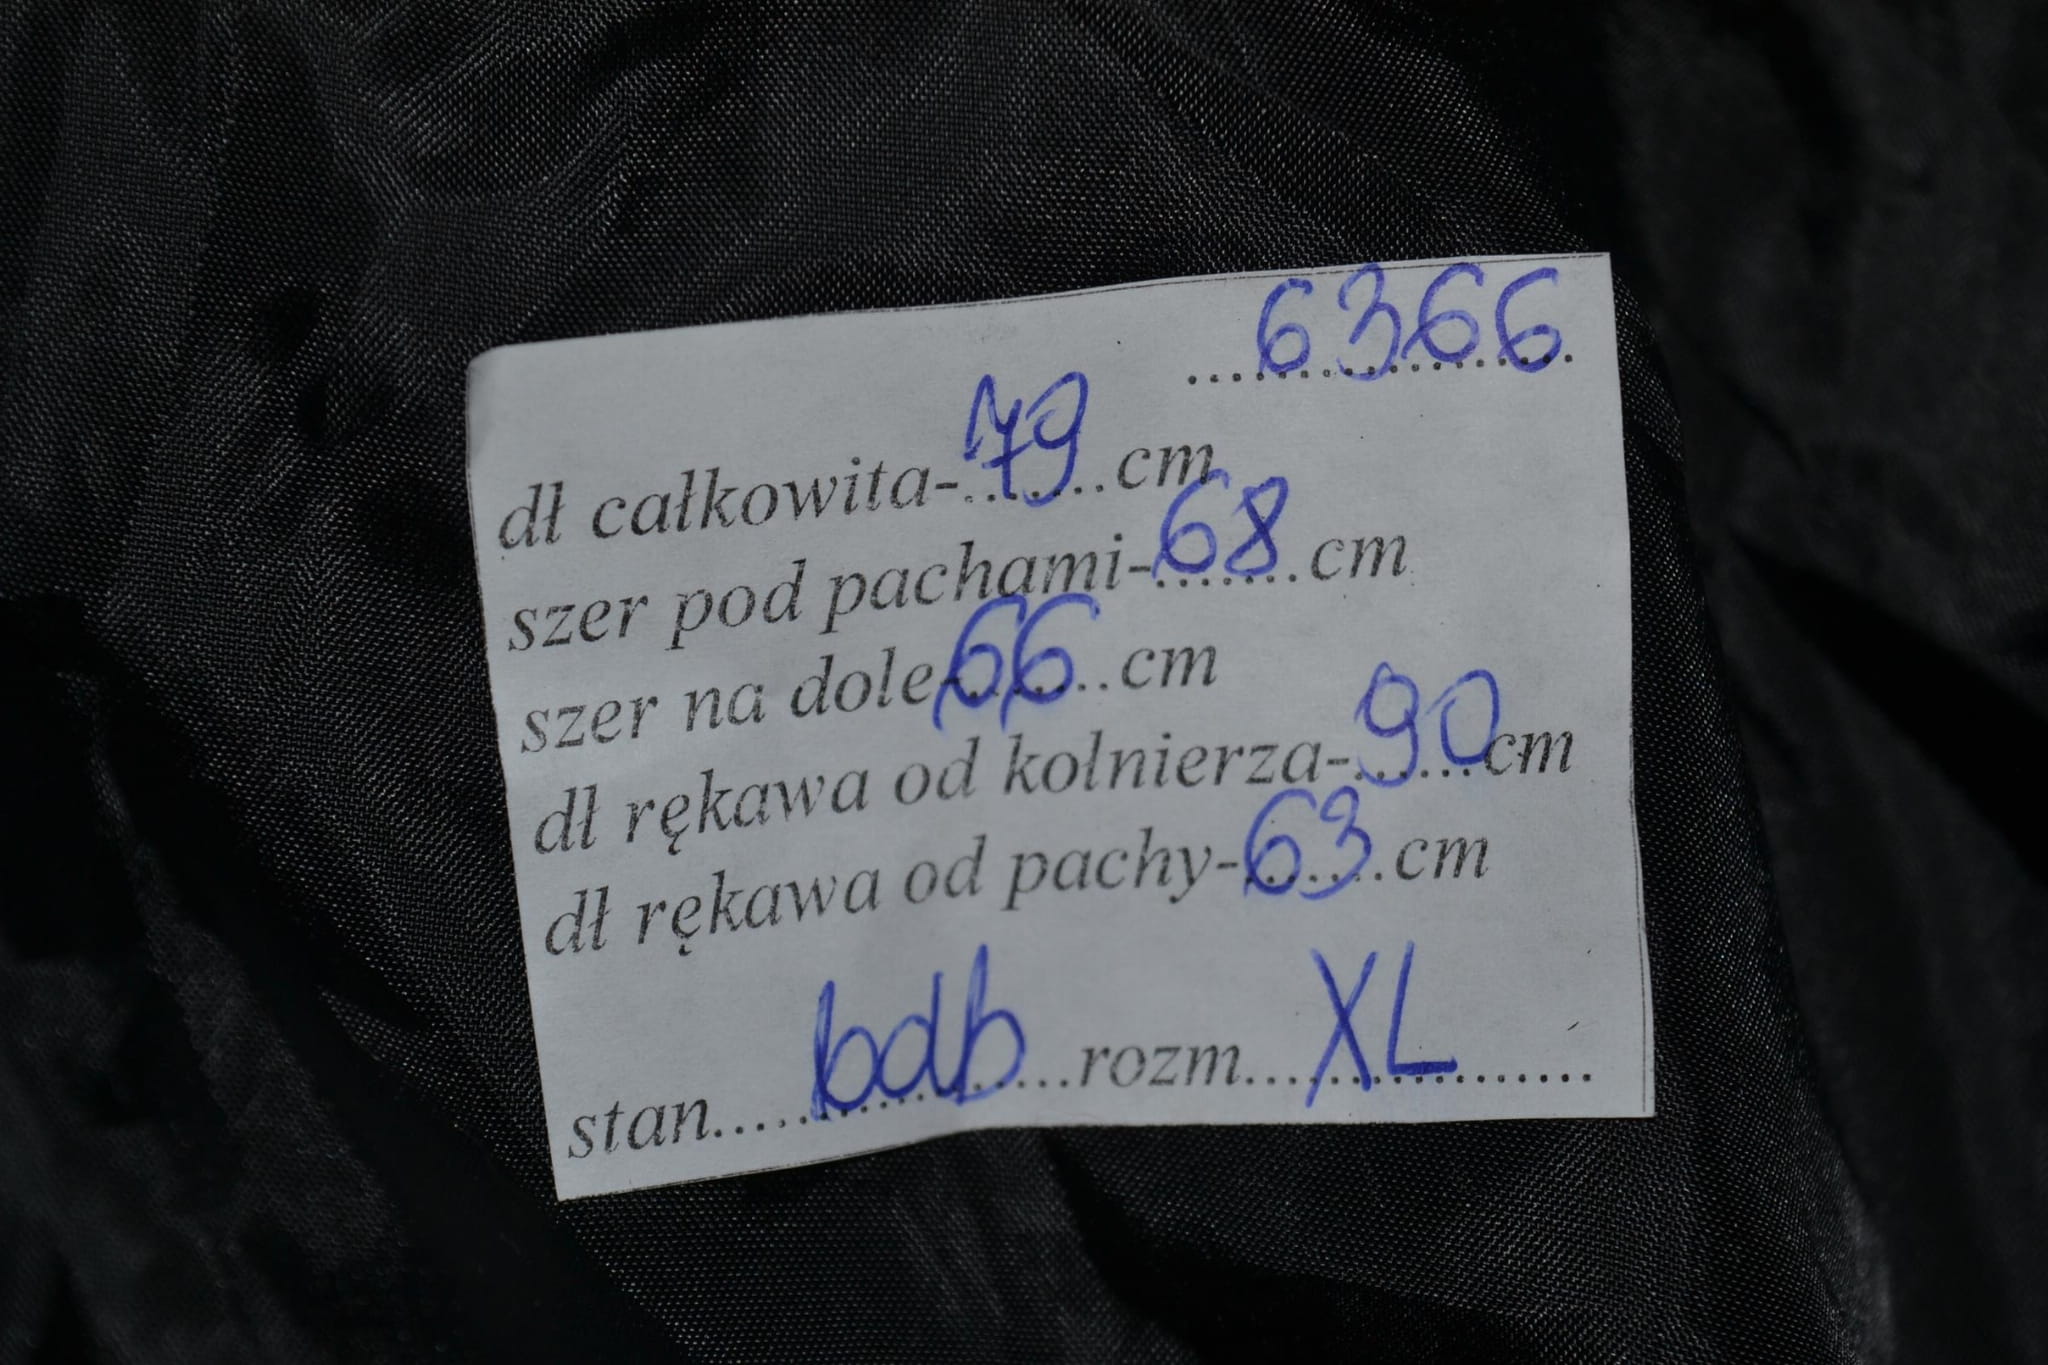 6366
dł całkowita-79cm
szer pod pachami-68cm
szer na dole-66cm
dł rękawa od kolnierza-90cm
dł rękawa od pachy-63cm
stan.....bdb.....rozm...XL.......